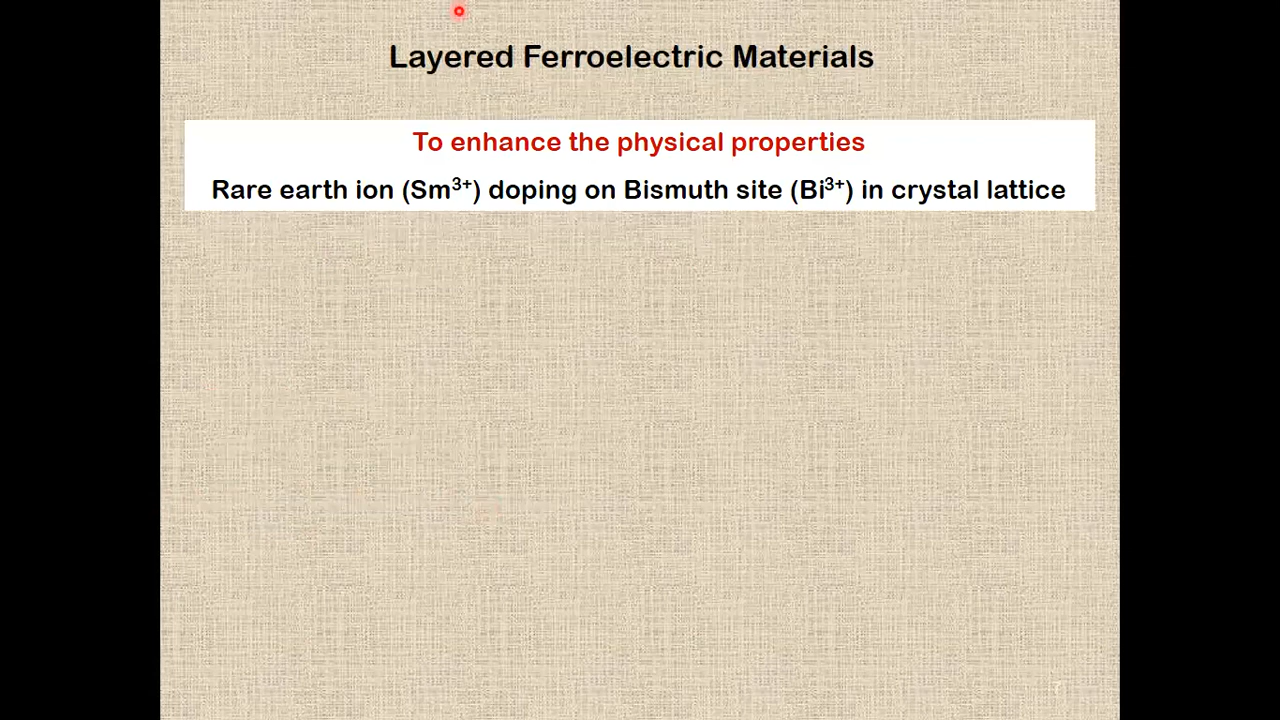 Layered Ferroelectric Materials
To enhance the physical properties
Rare earth ion (Sm³⁺) doping on Bismuth site (Bi³⁺) in crystal lattice
7